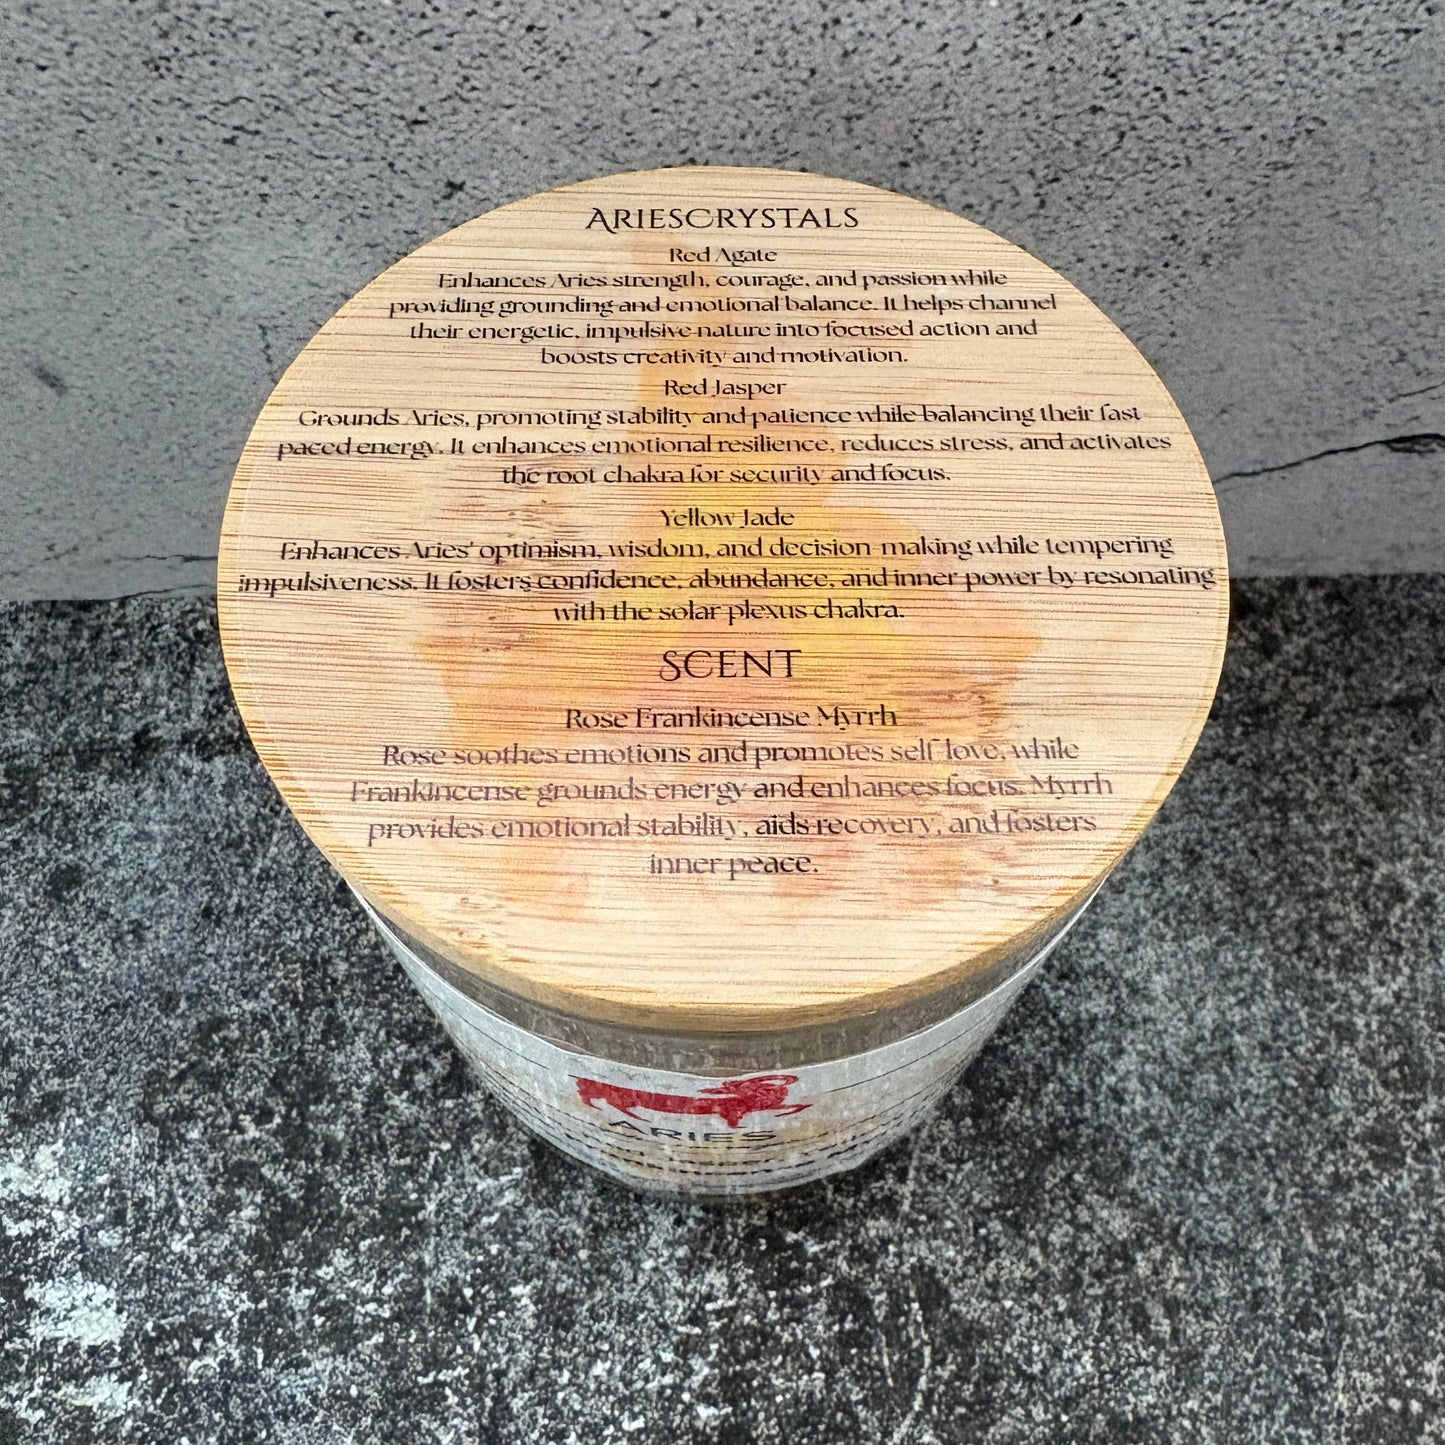 AriesCrystals
Red Agate
Enhances Aries strength, courage, and passion while
providing grounding and emotional balance. It helps channel
their energetic, impulsive nature into focused action and
boosts creativity and motivation.
Red Jasper
Grounds Aries, promoting stability and patience while balancing their fast
paced energy. It enhances emotional resilience, reduces stress, and activates
the root chakra for security and focus.
Yellow Jade
Enhances Aries' optimism, wisdom, and decision-making while tempering
impulsiveness. It fosters confidence, abundance, and inner power by resonating
with the solar plexus chakra.
Scent
Rose Frankincense Myrrh
Rose soothes emotions and promotes self love, while
Frankincense grounds energy and enhances focus. Myrrh
provides emotional stability, aids recovery, and fosters
inner peace.
ARIES